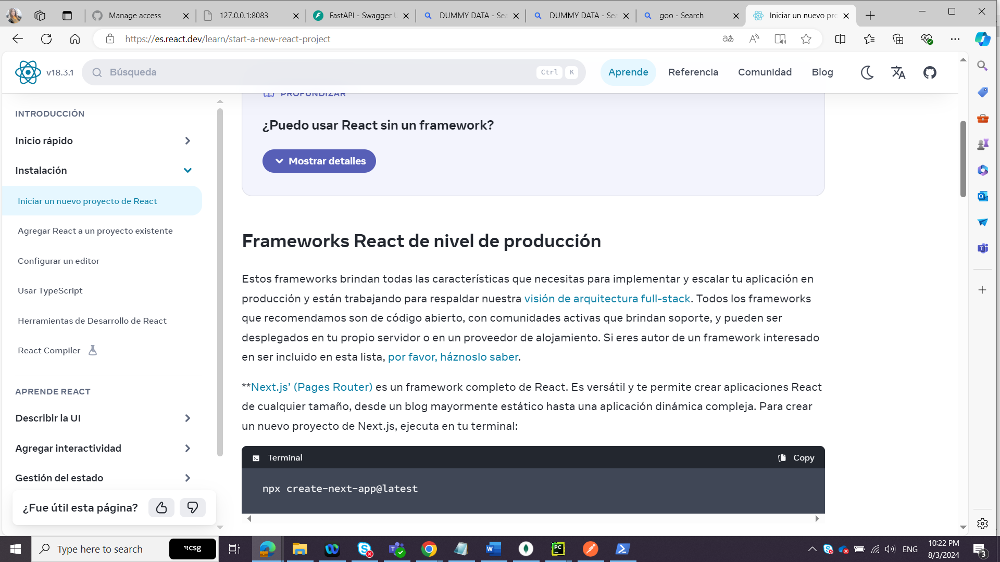 Manage access
127.0.0.1:8083
FastAPI - Swagger
DUMMY DATA - Sea
DUMMY DATA - Sea
goo - Search
Iniciar un nuevo pro
https://es.react.dev/learn/start-a-new-react-project
v18.3.1
Búsqueda
Ctrl K
Aprende
Referencia
Comunidad
Blog
INTRODUCCIÓN
Inicio rápido
Instalación
Iniciar un nuevo proyecto de React
Agregar React a un proyecto existente
Configurar un editor
Usar TypeScript
Herramientas de Desarrollo de React
React Compiler
APRENDE REACT
Describir la UI
Agregar interactividad
Gestión del estado
¿Fue útil esta página?
PROFUNDIZAR
¿Puedo usar React sin un framework?
Mostrar detalles
Frameworks React de nivel de producción
Estos frameworks brindan todas las características que necesitas para implementar y escalar tu aplicación en
producción y están trabajando para respaldar nuestra visión de arquitectura full-stack. Todos los frameworks
que recomendamos son de código abierto, con comunidades activas que brindan soporte, y pueden ser
desplegados en tu propio servidor o en un proveedor de alojamiento. Si eres autor de un framework interesado
en ser incluido en esta lista, por favor, háznoslo saber.
**Next.js’ (Pages Router) es un framework completo de React. Es versátil y te permite crear aplicaciones React
de cualquier tamaño, desde un blog mayormente estático hasta una aplicación dinámica compleja. Para crear
un nuevo proyecto de Next.js, ejecuta en tu terminal:
Terminal
Copy
npx create-next-app@latest
Type here to search
ENG
10:22 PM
8/3/2024
3